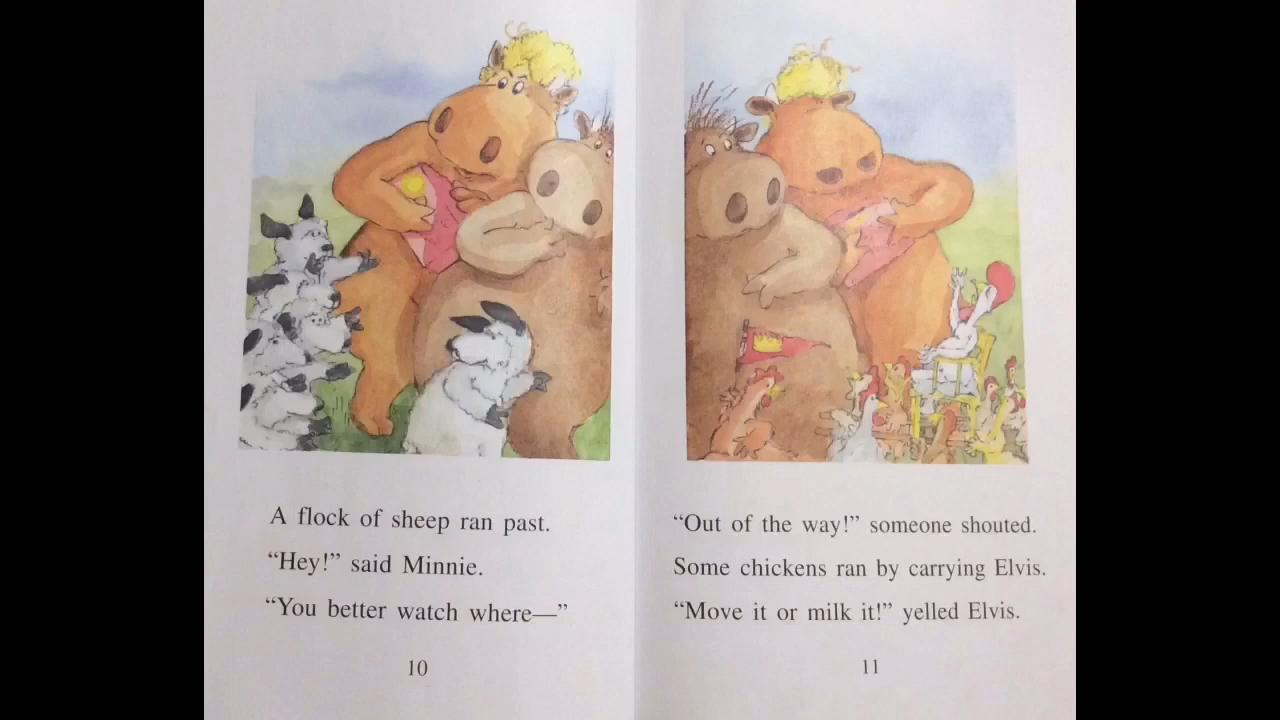 A flock of sheep ran past.
“Hey!” said Minnie.
“You better watch where—”
10
“Out of the way!” someone shouted.
Some chickens ran by carrying Elvis.
“Move it or milk it!” yelled Elvis.
11